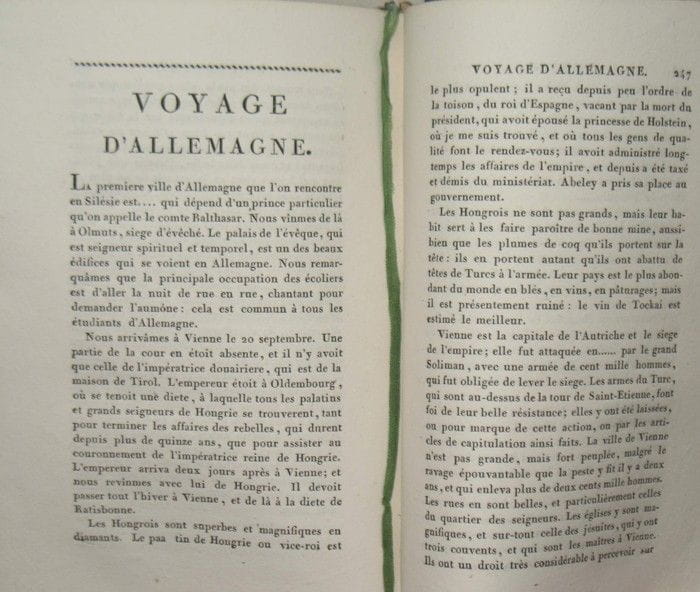 VOYAGE
D'ALLEMAGNE.
La premiere ville d'Allemagne que l'on rencontre
en Silésie est.... qui dépend d'un prince particulier
qu'on appelle le comte Ralthasar. Nous vinmes de là
à Olmuts, siege d'évêché. Le palais de l'évêque, qui
est seigneur spirituel et temporel, est un des beaux
édifices qui se voient en Allemagne. Nous remar-
quâmes que la principale occupation des écoliers
est d'aller la nuit de rue en rue, chantant pour
demander l'aumône: cela est commun à tous les
étudiants d'Allemagne.
Nous arrivâmes à Vienne le 20 septembre. Une
partie de la cour en étoit absente, et il n'y avoit
que celle de l'impératrice douairiere, qui est de la
maison de Tirol. L'empereur étoit à Oldembourg,
où se tenoit une diete, à laquelle tous les palatins
et grands seigneurs de Hongrie se trouverent, tant
pour terminer les affaires des rebelles, qui durent
depuis plus de quinze ans, que pour assister au
couronnement de l'impératrice reine de Hongrie.
L'empereur arriva deux jours après à Vienne; et
nous revinmes avec lui de Hongrie. Il devoit
passer tout l'hiver à Vienne, et de là à la diete de
Ratisbonne.
Les Hongrois sont snperbes et magnifiques en
diamants. Le paa tin de Hongrie ou vice-roi est
VOYAGE D'ALLEMAGNE. 247
le plus opulent; il a reçu depuis peu l'ordre de
la toison, du roi d'Espagne, vacant par la mort du
président, qui avoit épousé la princesse de Holstein,
où je me suis trouvé, et où tous les gens de qua-
lité font le rendez-vous; il avoit administré long-
temps les affaires de l'empire, et depuis a été taxé
et démis du ministériat. Abeley a pris sa place au
gouvernement.
Les Hongrois ne sont pas grands, mais leur ha-
bit sert à les faire paroître de bonne mine, aussi-
bien que les plumes de coq qu'ils portent sur la
tête: ils en portent autant qu'ils ont abattu de
têtes de Turcs à l'armée. Leur pays est le plus abon-
dant du monde en blés, en vins, en pâturages; mais
il est présentement ruiné: le vin de Tockai est
estimé le meilleur.
Vienne est la capitale de l'Autriche et le siege
de l'empire; elle fut attaquée en...... par le grand
Soliman, avec une armée de cent mille hommes,
qui fut obligée de lever le siege. Les armes du Turc,
qui sont au-dessus de la tour de Saint-Etienne, font
foi de leur belle résistance; elles y ont été laissées,
ou pour marque de cette action, ou par les arti-
cles de capitulation ainsi faits. La ville de Vienne
n'est pas grande, mais fort peuplée, malgré le
ravage épouvantable que la peste y fit il y a deux
ans, et qui enleva plus de deux cents mille hommes.
Les rues en sont belles, et particulièrement celles
du quartier des seigneurs. Les églises y sont ma-
gnifiques, et sur-tout celle des jésuites, qui y ont
trois couvents, et qui sont les maîtres à Vienne.
Ils ont un droit très considérable à percevoir sur